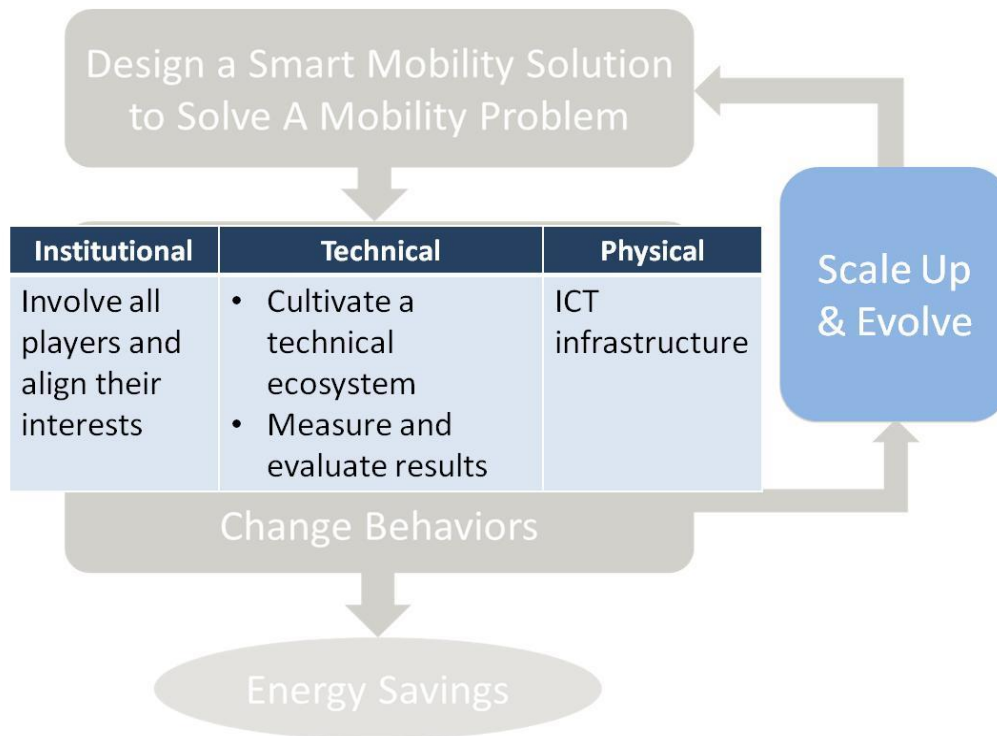 Design a Smart Mobility Solution
to Solve A Mobility Problem
Institutional
Technical
Physical
Involve all
players and
align their
interests
• Cultivate a
technical
ecosystem
• Measure and
evaluate results
ICT
infrastructure
Scale Up
& Evolve
Change Behaviors
Energy Savings